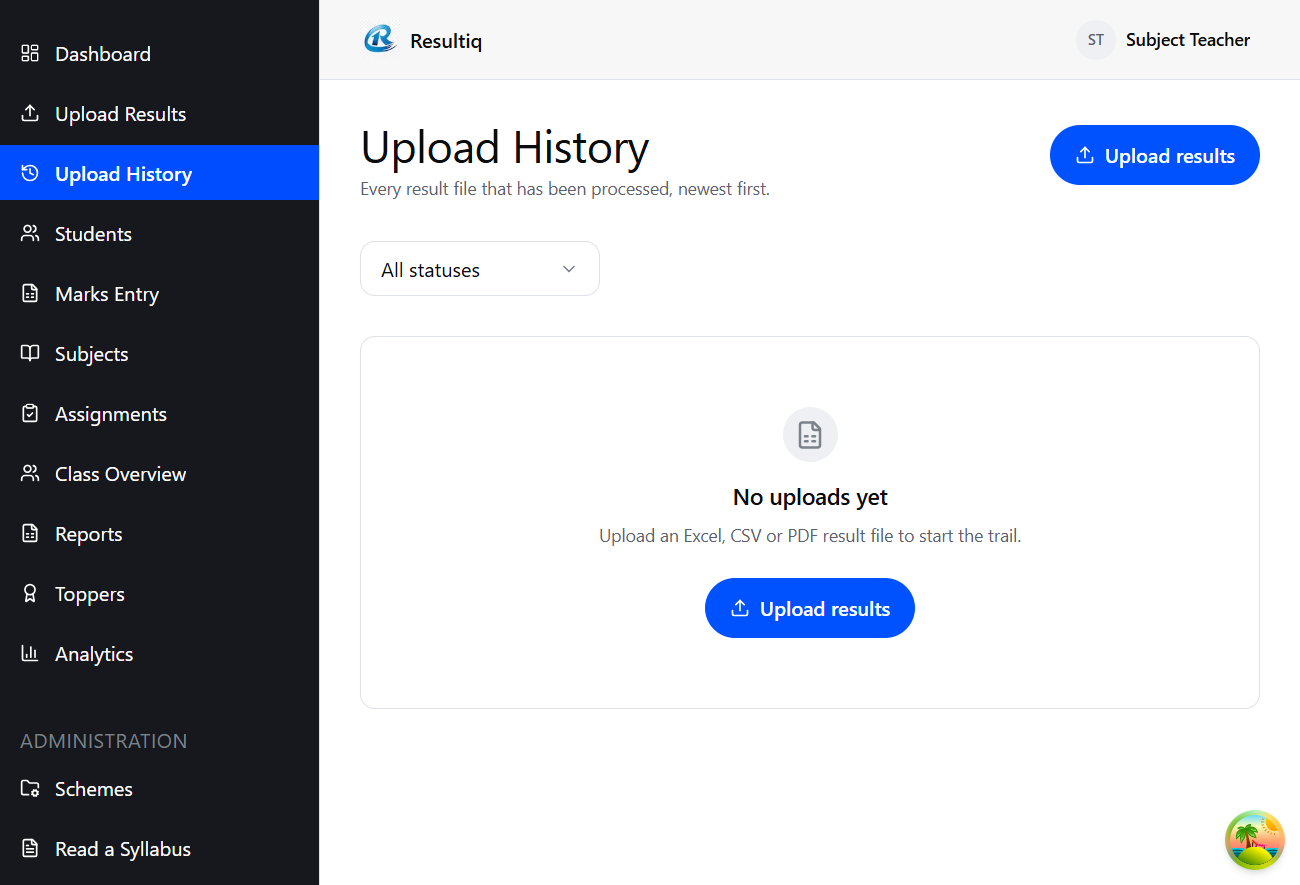 Dashboard
Upload Results
Upload History
Students
Marks Entry
Subjects
Assignments
Class Overview
Reports
Toppers
Analytics
ADMINISTRATION
Schemes
Read a Syllabus
Resultiq
ST Subject Teacher
Upload History
Upload results
Every result file that has been processed, newest first.
All statuses
No uploads yet
Upload an Excel, CSV or PDF result file to start the trail.
Upload results